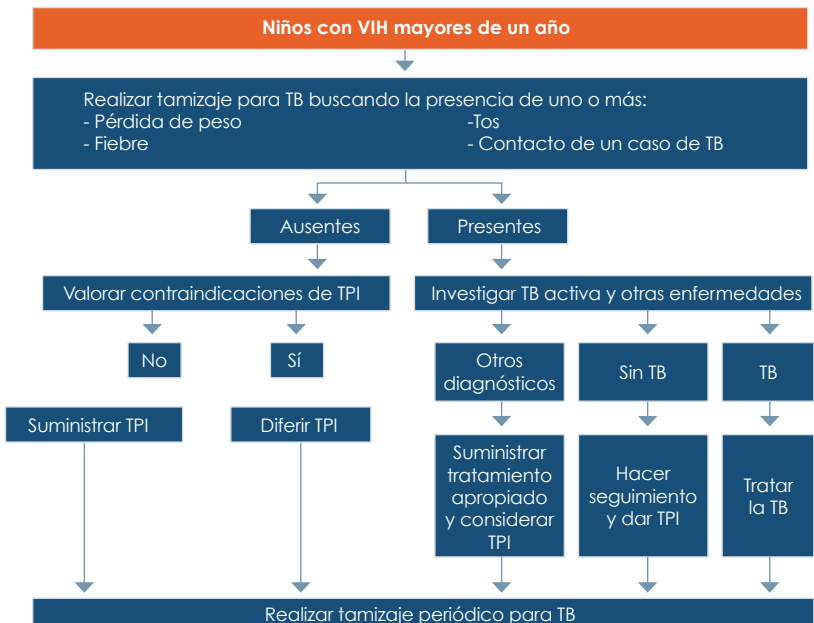 Niños con VIH mayores de un año
Realizar tamizaje para TB buscando la presencia de uno o más:
- Pérdida de peso -Tos
- Fiebre - Contacto de un caso de TB
Ausentes Presentes
Valorar contraindicaciones de TPI Investigar TB activa y otras enfermedades
No Sí
Otros
diagnósticos
Sin TB TB
Suministrar TPI Diferir TPI
Suministrar
tratamiento
apropiado
y considerar
TPI
Hacer
seguimiento
y dar TPI
Tratar
la TB
Realizar tamizaje periódico para TB